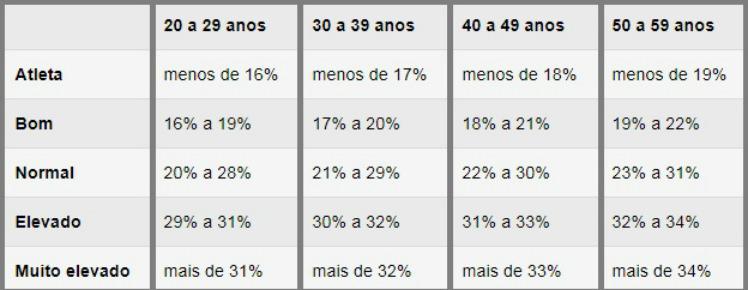 20 a 29 anos 30 a 39 anos 40 a 49 anos 50 a 59 anos
Atleta menos de 16% menos de 17% menos de 18% menos de 19%
Bom 16% a 19% 17% a 20% 18% a 21% 19% a 22%
Normal 20% a 28% 21% a 29% 22% a 30% 23% a 31%
Elevado 29% a 31% 30% a 32% 31% a 33% 32% a 34%
Muito elevado mais de 31% mais de 32% mais de 33% mais de 34%